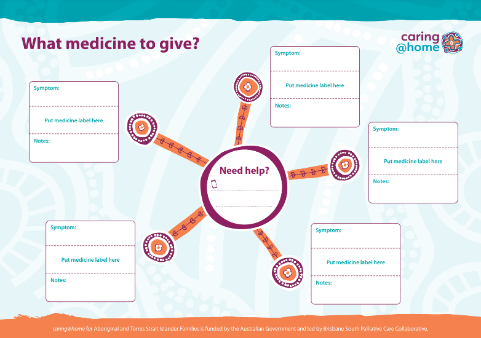 What medicine to give?
caring
@home
Symptom:
Put medicine label here
Notes:
Symptom:
Put medicine label here
Notes:
Symptom:
Put medicine label here
Notes:
Need help?
Symptom:
Put medicine label here
Notes:
Symptom:
Put medicine label here
Notes:
caring@home for Aboriginal and Torres Strait Islander Families is funded by the Australian Government and led by Brisbane South Palliative Care Collaborative.